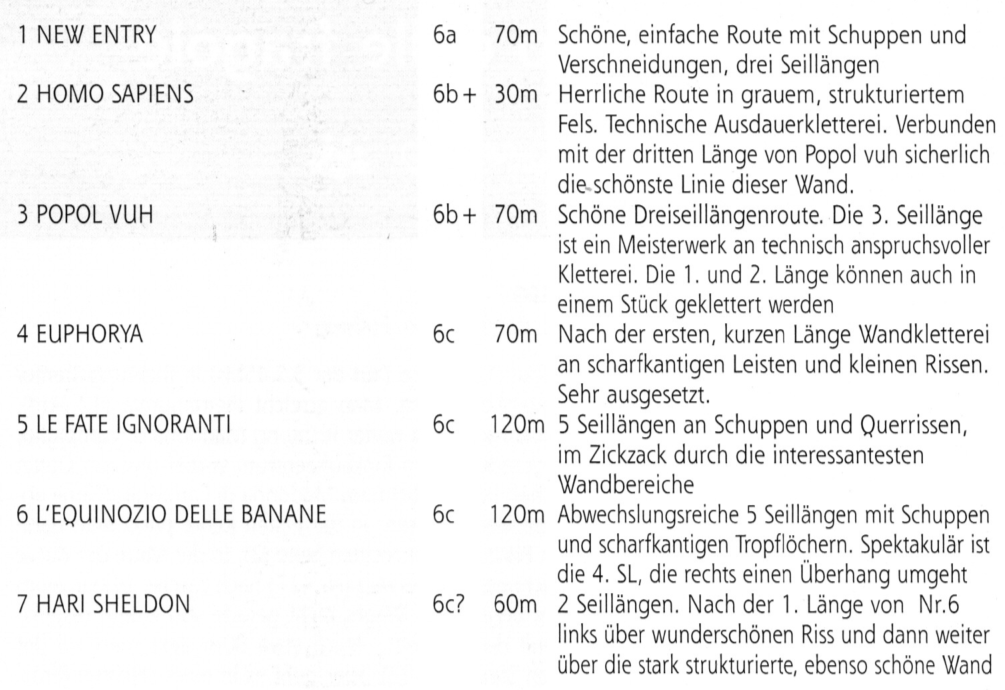 1 NEW ENTRY 6a 70m Schöne, einfache Route mit Schuppen und
Verschneidungen, drei Seillängen
2 HOMO SAPIENS 6b+ 30m Herrliche Route in grauem, strukturiertem
Fels. Technische Ausdauerkletterei. Verbunden
mit der dritten Länge von Popol vuh sicherlich
die schönste Linie dieser Wand.
3 POPOL VUH 6b+ 70m Schöne Dreiseillängenroute. Die 3. Seillänge
ist ein Meisterwerk an technisch anspruchsvoller
Kletterei. Die 1. und 2. Länge können auch in
einem Stück geklettert werden
4 EUPHORYA 6c 70m Nach der ersten, kurzen Länge Wandkletterei
an scharfkantigen Leisten und kleinen Rissen.
Sehr ausgesetzt.
5 LE FATE IGNORANTI 6c 120m 5 Seillängen an Schuppen und Querrissen,
im Zickzack durch die interessantesten
Wandbereiche
6 L'EQUINOZIO DELLE BANANE 6c 120m Abwechslungsreiche 5 Seillängen mit Schuppen
und scharfkantigen Tropflöchern. Spektakulär ist
die 4. SL, die rechts einen Überhang umgeht
7 HARI SHELDON 6c? 60m 2 Seillängen. Nach der 1. Länge von Nr.6
links über wunderschönen Riss und dann weiter
über die stark strukturierte, ebenso schöne Wand